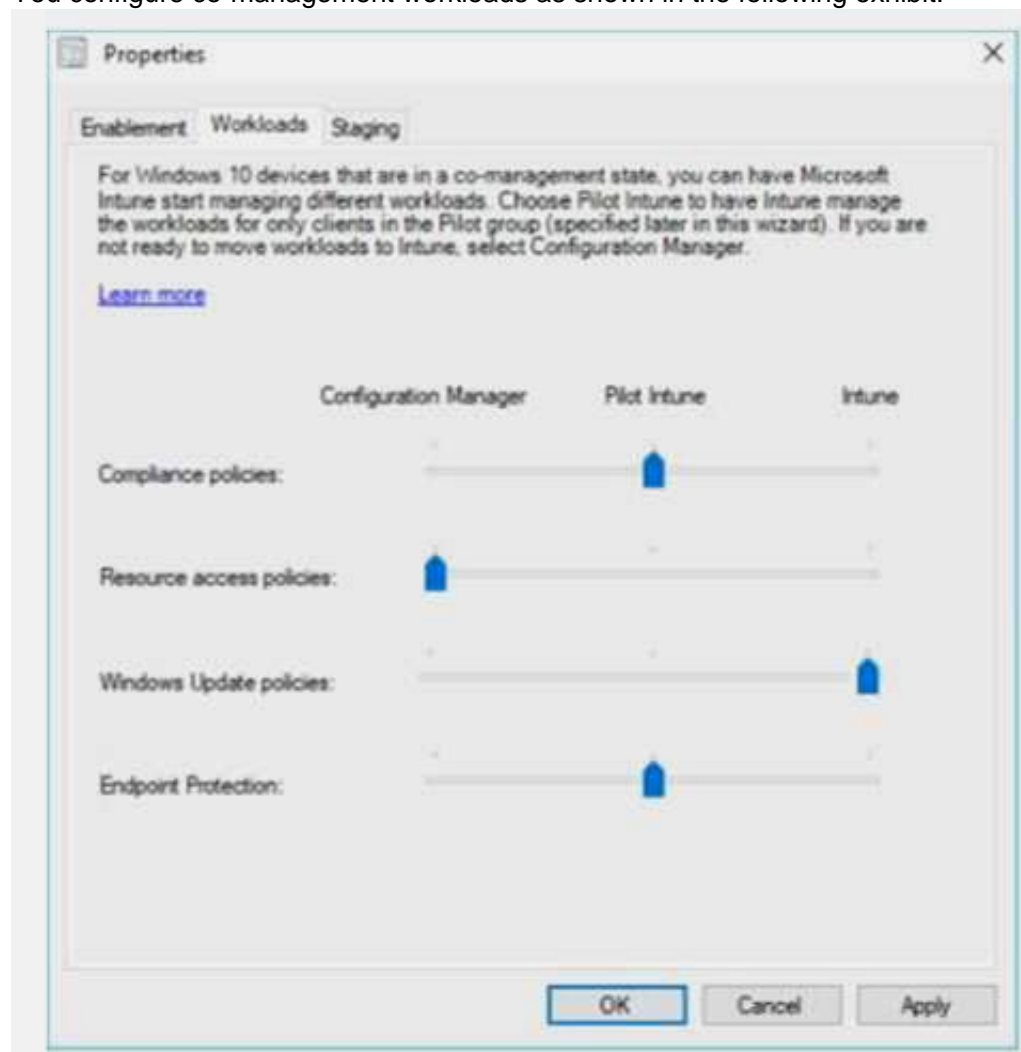 You configure co-management workloads as shown in the following exhibit.
Properties
Enablement Workloads Staging
For Windows 10 devices that are in a co-management state, you can have Microsoft
Intune start managing different workloads. Choose Pilot Intune to have Intune manage
the workloads for only clients in the Pilot group (specified later in this wizard). If you are
not ready to move workloads to Intune, select Configuration Manager.
Learn more
Configuration Manager Pilot Intune Intune
Compliance policies:
Resource access policies:
Windows Update policies:
Endpoint Protection:
OK Cancel Apply